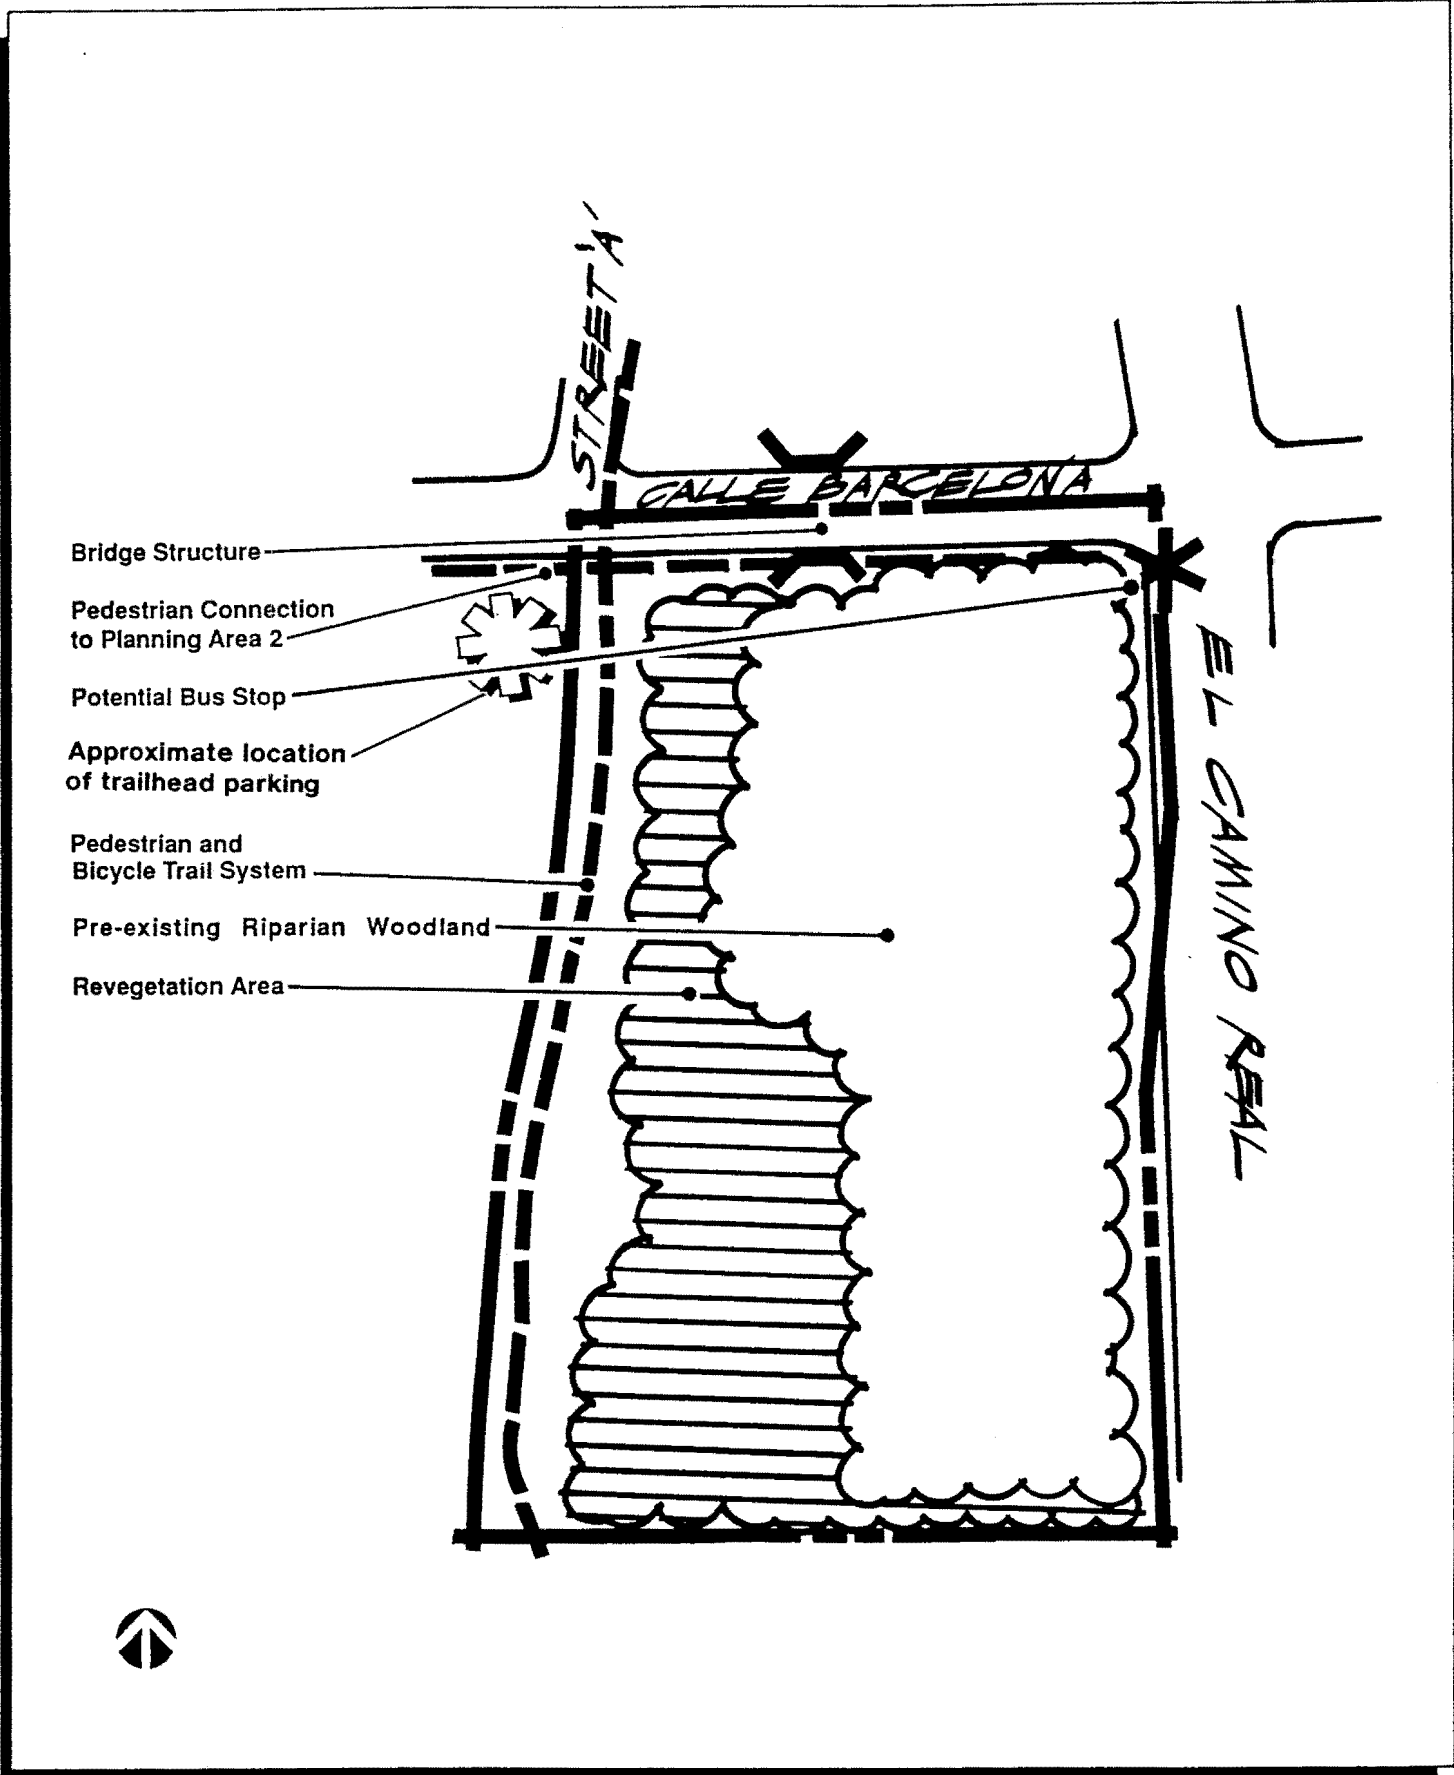 STREET 'A'
CALLE BARCELONA
Bridge Structure
Pedestrian Connection
to Planning Area 2
Potential Bus Stop
Approximate location
of trailhead parking
Pedestrian and
Bicycle Trail System
Pre-existing Riparian Woodland
Revegetation Area
EL CAMINO REAL